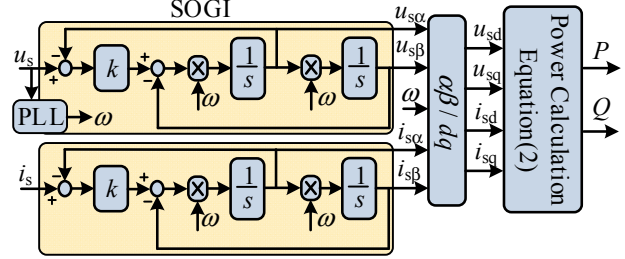 SOGI
u_sα
u_s
k
1/s
1/s
u_sβ
ω
ω
PLL
ω
ω
αβ / dq
u_sd
u_sq
i_sd
i_sq
Power Calculation
Equation(2)
P
Q
i_sα
i_s
k
1/s
1/s
i_sβ
ω
ω